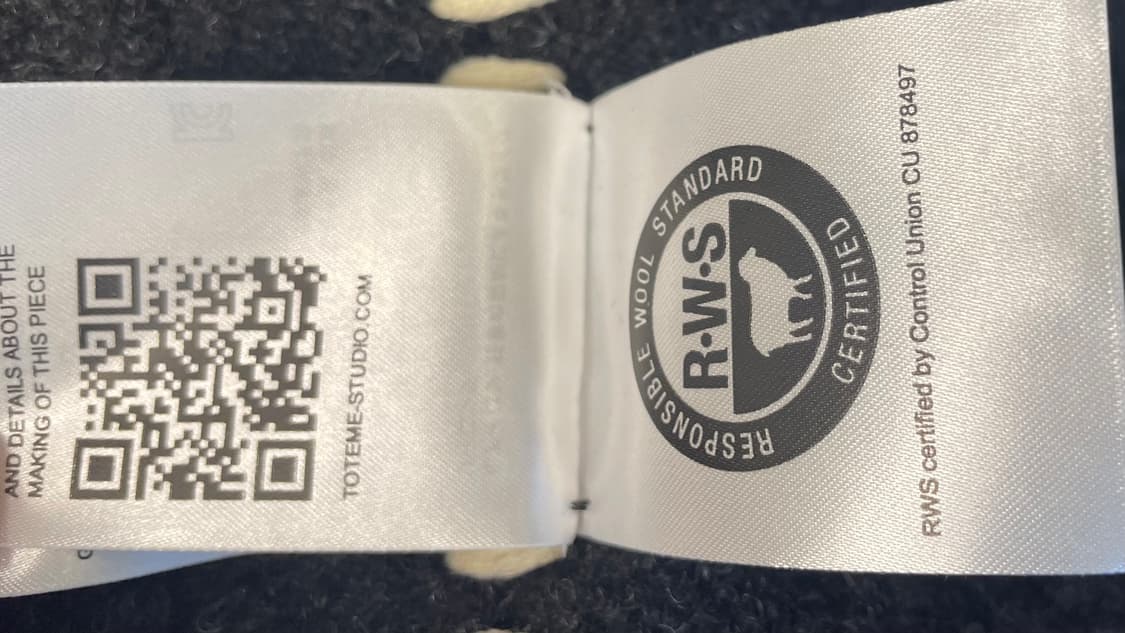 AND DETAILS ABOUT THE
MAKING OF THIS PIECE
TOTEME-STUDIO.COM
RESPONSIBLE WOOL STANDARD
R·W·S
CERTIFIED
RWS certified by Control Union CU 878497